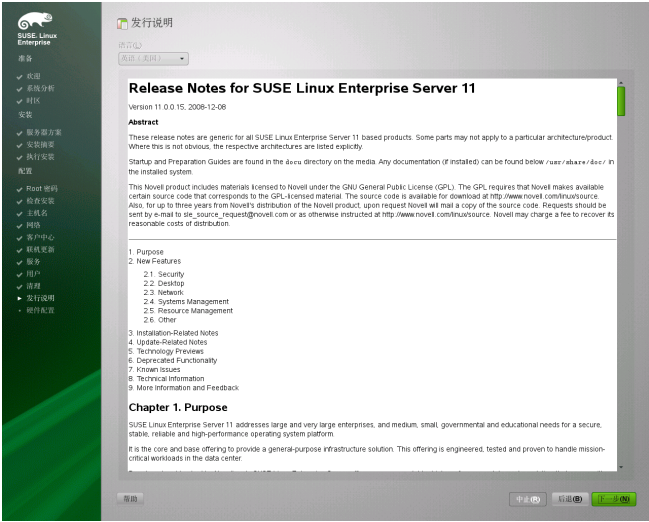 SUSE. Linux
Enterprise
准备
欢迎
系统分析
时区
安装
服务器方案
安装摘要
执行安装
配置
Root 密码
检查安装
主机名
网络
客户中心
联机更新
服务
用户
清理
发行说明
硬件配置
发行说明
语言(L)
英语（美国）
Release Notes for SUSE Linux Enterprise Server 11
Version 11.0.0.15, 2008-12-08
Abstract
These release notes are generic for all SUSE Linux Enterprise Server 11 based products. Some parts may not apply to a particular architecture/product.
Where this is not obvious, the respective architectures are listed explicitly.
Startup and Preparation Guides are found in the docu directory on the media. Any documentation (if installed) can be found below /usr/share/doc/ in
the installed system.
This Novell product includes materials licensed to Novell under the GNU General Public License (GPL). The GPL requires that Novell makes available
certain source code that corresponds to the GPL-licensed material. The source code is available for download at http://www.novell.com/linux/source.
Also, for up to three years from Novell's distribution of the Novell product, upon request Novell will mail a copy of the source code. Requests should be
sent by e-mail to sle_source_request@novell.com or as otherwise instructed at http://www.novell.com/linux/source. Novell may charge a fee to recover its
reasonable costs of distribution.
1. Purpose
2. New Features
2.1. Security
2.2. Desktop
2.3. Network
2.4. Systems Management
2.5. Resource Management
2.6. Other
3. Installation-Related Notes
4. Update-Related Notes
5. Technology Previews
6. Deprecated Functionality
7. Known Issues
8. Technical Information
9. More Information and Feedback
Chapter 1. Purpose
SUSE Linux Enterprise Server 11 addresses large and very large enterprises, and medium, small, governmental and educational needs for a secure,
stable, reliable and high-performance operating system platform.
It is the core and base offering to provide a general-purpose infrastructure solution. This offering is engineered, tested and proven to handle mission-
critical workloads in the data center.
帮助
中止(R)
后退(B)
下一步(N)